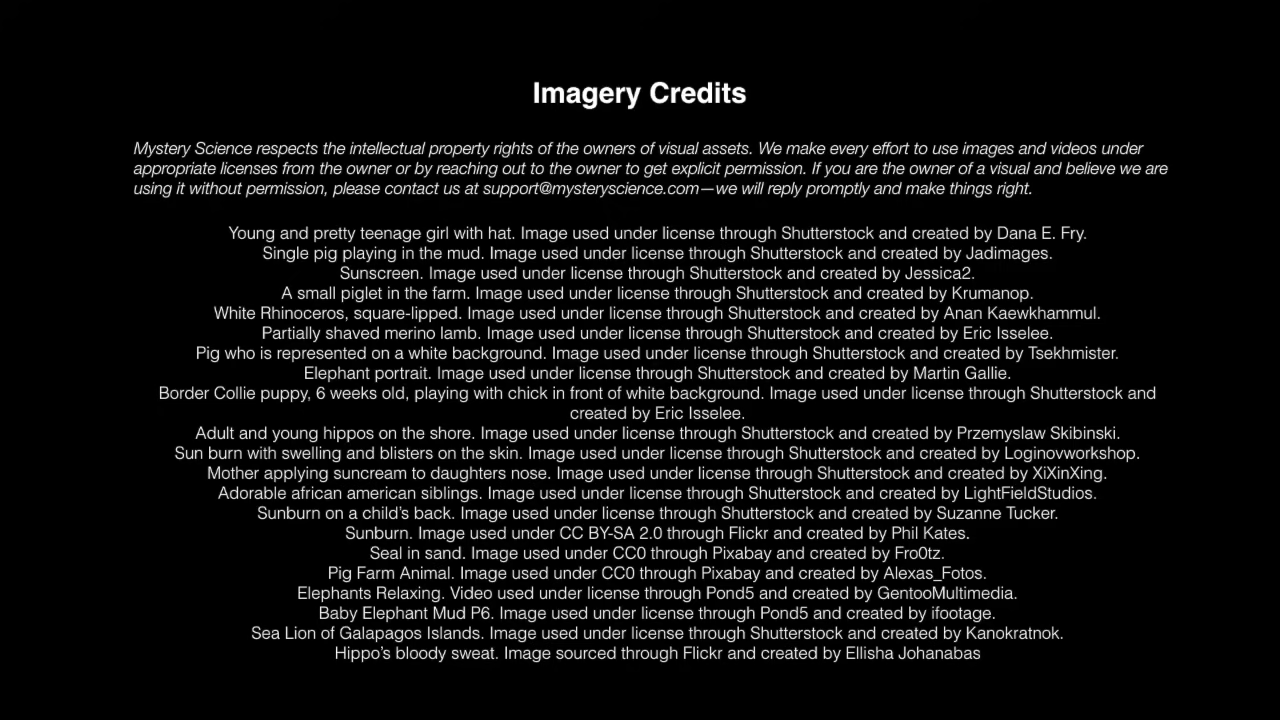 Imagery Credits
Mystery Science respects the intellectual property rights of the owners of visual assets. We make every effort to use images and videos under
appropriate licenses from the owner or by reaching out to the owner to get explicit permission. If you are the owner of a visual and believe we are
using it without permission, please contact us at support@mysteryscience.com—we will reply promptly and make things right.
Young and pretty teenage girl with hat. Image used under license through Shutterstock and created by Dana E. Fry.
Single pig playing in the mud. Image used under license through Shutterstock and created by Jadimages.
Sunscreen. Image used under license through Shutterstock and created by Jessica2.
A small piglet in the farm. Image used under license through Shutterstock and created by Krumanop.
White Rhinoceros, square-lipped. Image used under license through Shutterstock and created by Anan Kaewkhammul.
Partially shaved merino lamb. Image used under license through Shutterstock and created by Eric Isselee.
Pig who is represented on a white background. Image used under license through Shutterstock and created by Tsekhmister.
Elephant portrait. Image used under license through Shutterstock and created by Martin Gallie.
Border Collie puppy, 6 weeks old, playing with chick in front of white background. Image used under license through Shutterstock and
created by Eric Isselee.
Adult and young hippos on the shore. Image used under license through Shutterstock and created by Przemyslaw Skibinski.
Sun burn with swelling and blisters on the skin. Image used under license through Shutterstock and created by Loginovworkshop.
Mother applying suncream to daughters nose. Image used under license through Shutterstock and created by XiXinXing.
Adorable african american siblings. Image used under license through Shutterstock and created by LightFieldStudios.
Sunburn on a child's back. Image used under license through Shutterstock and created by Suzanne Tucker.
Sunburn. Image used under CC BY-SA 2.0 through Flickr and created by Phil Kates.
Seal in sand. Image used under CC0 through Pixabay and created by Fro0tz.
Pig Farm Animal. Image used under CC0 through Pixabay and created by Alexas_Fotos.
Elephants Relaxing. Video used under license through Pond5 and created by GentooMultimedia.
Baby Elephant Mud P6. Image used under license through Pond5 and created by ifootage.
Sea Lion of Galapagos Islands. Image used under license through Shutterstock and created by Kanokratnok.
Hippo's bloody sweat. Image sourced through Flickr and created by Ellisha Johanabas